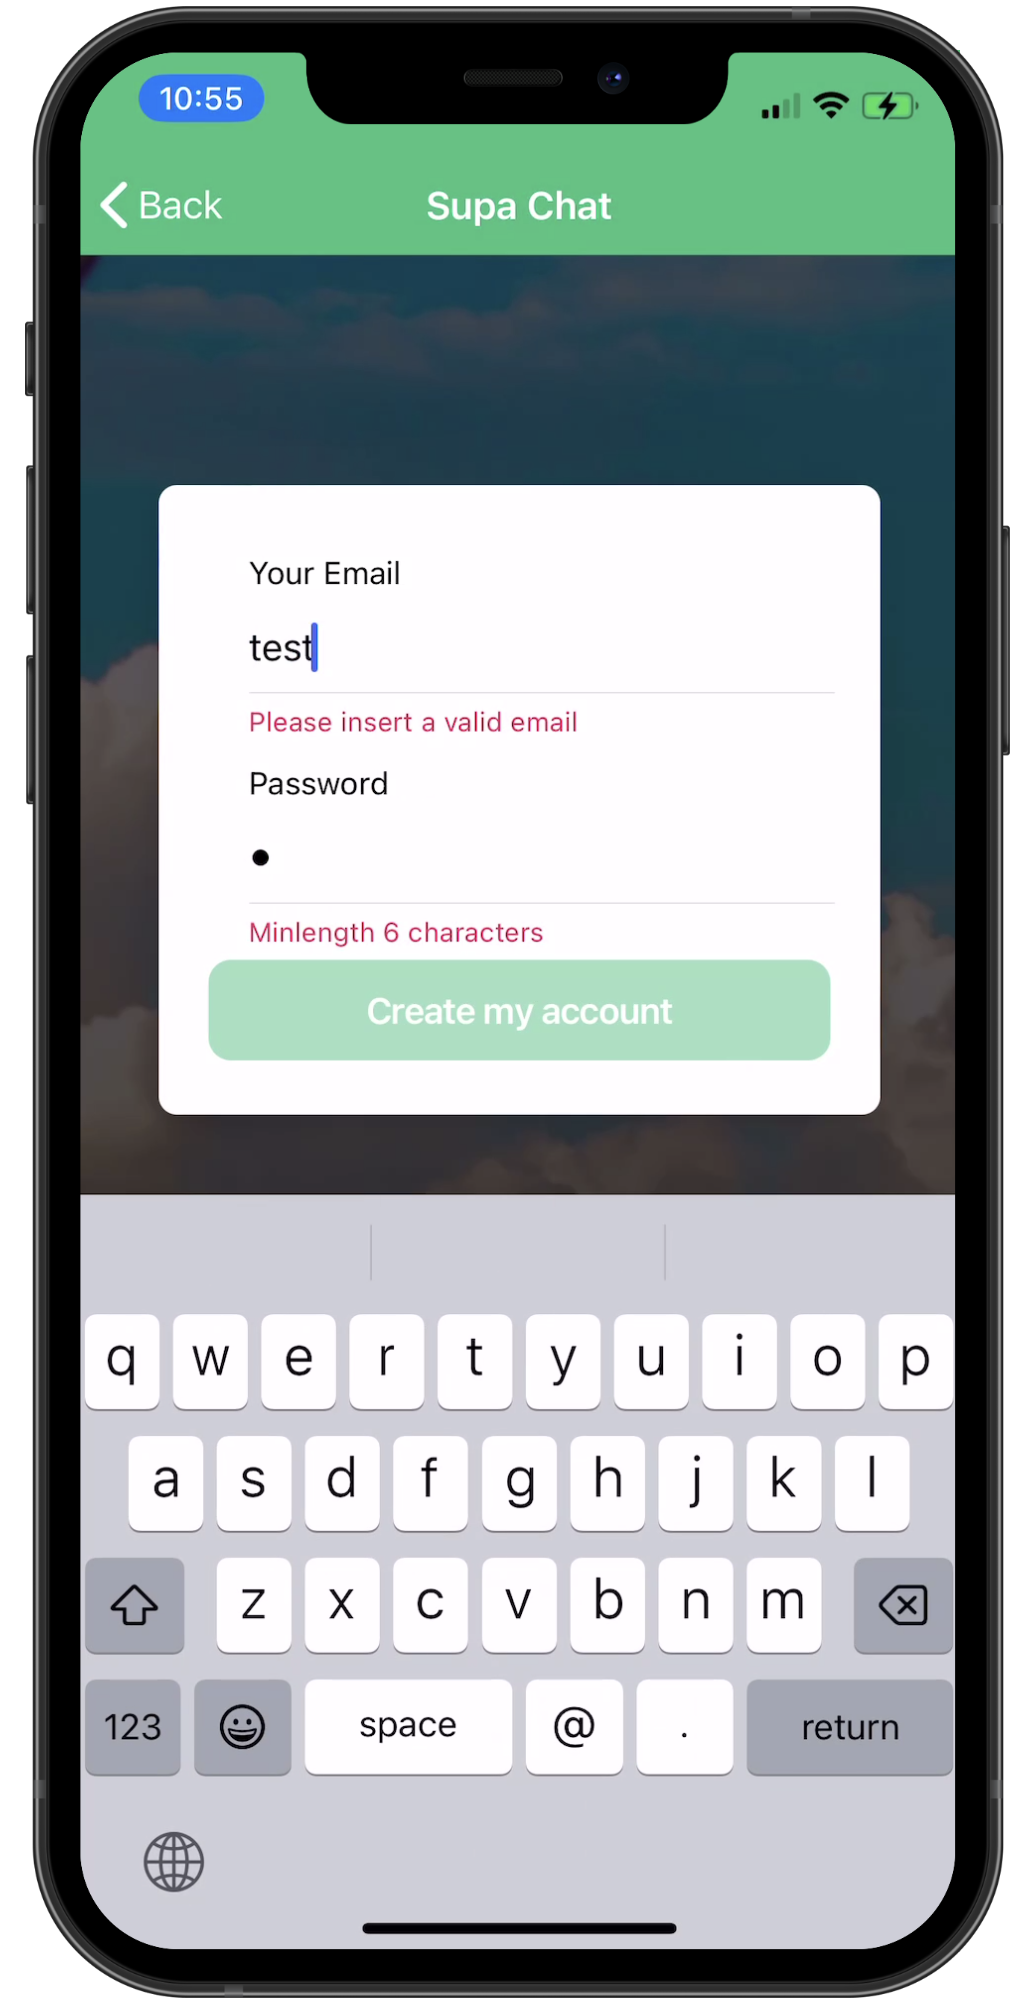 10:55
Back Supa Chat
Your Email
test
Please insert a valid email
Password
●
Minlength 6 characters
Create my account
q w e r t y u i o p
a s d f g h j k l
z x c v b n m
123 space @ . return